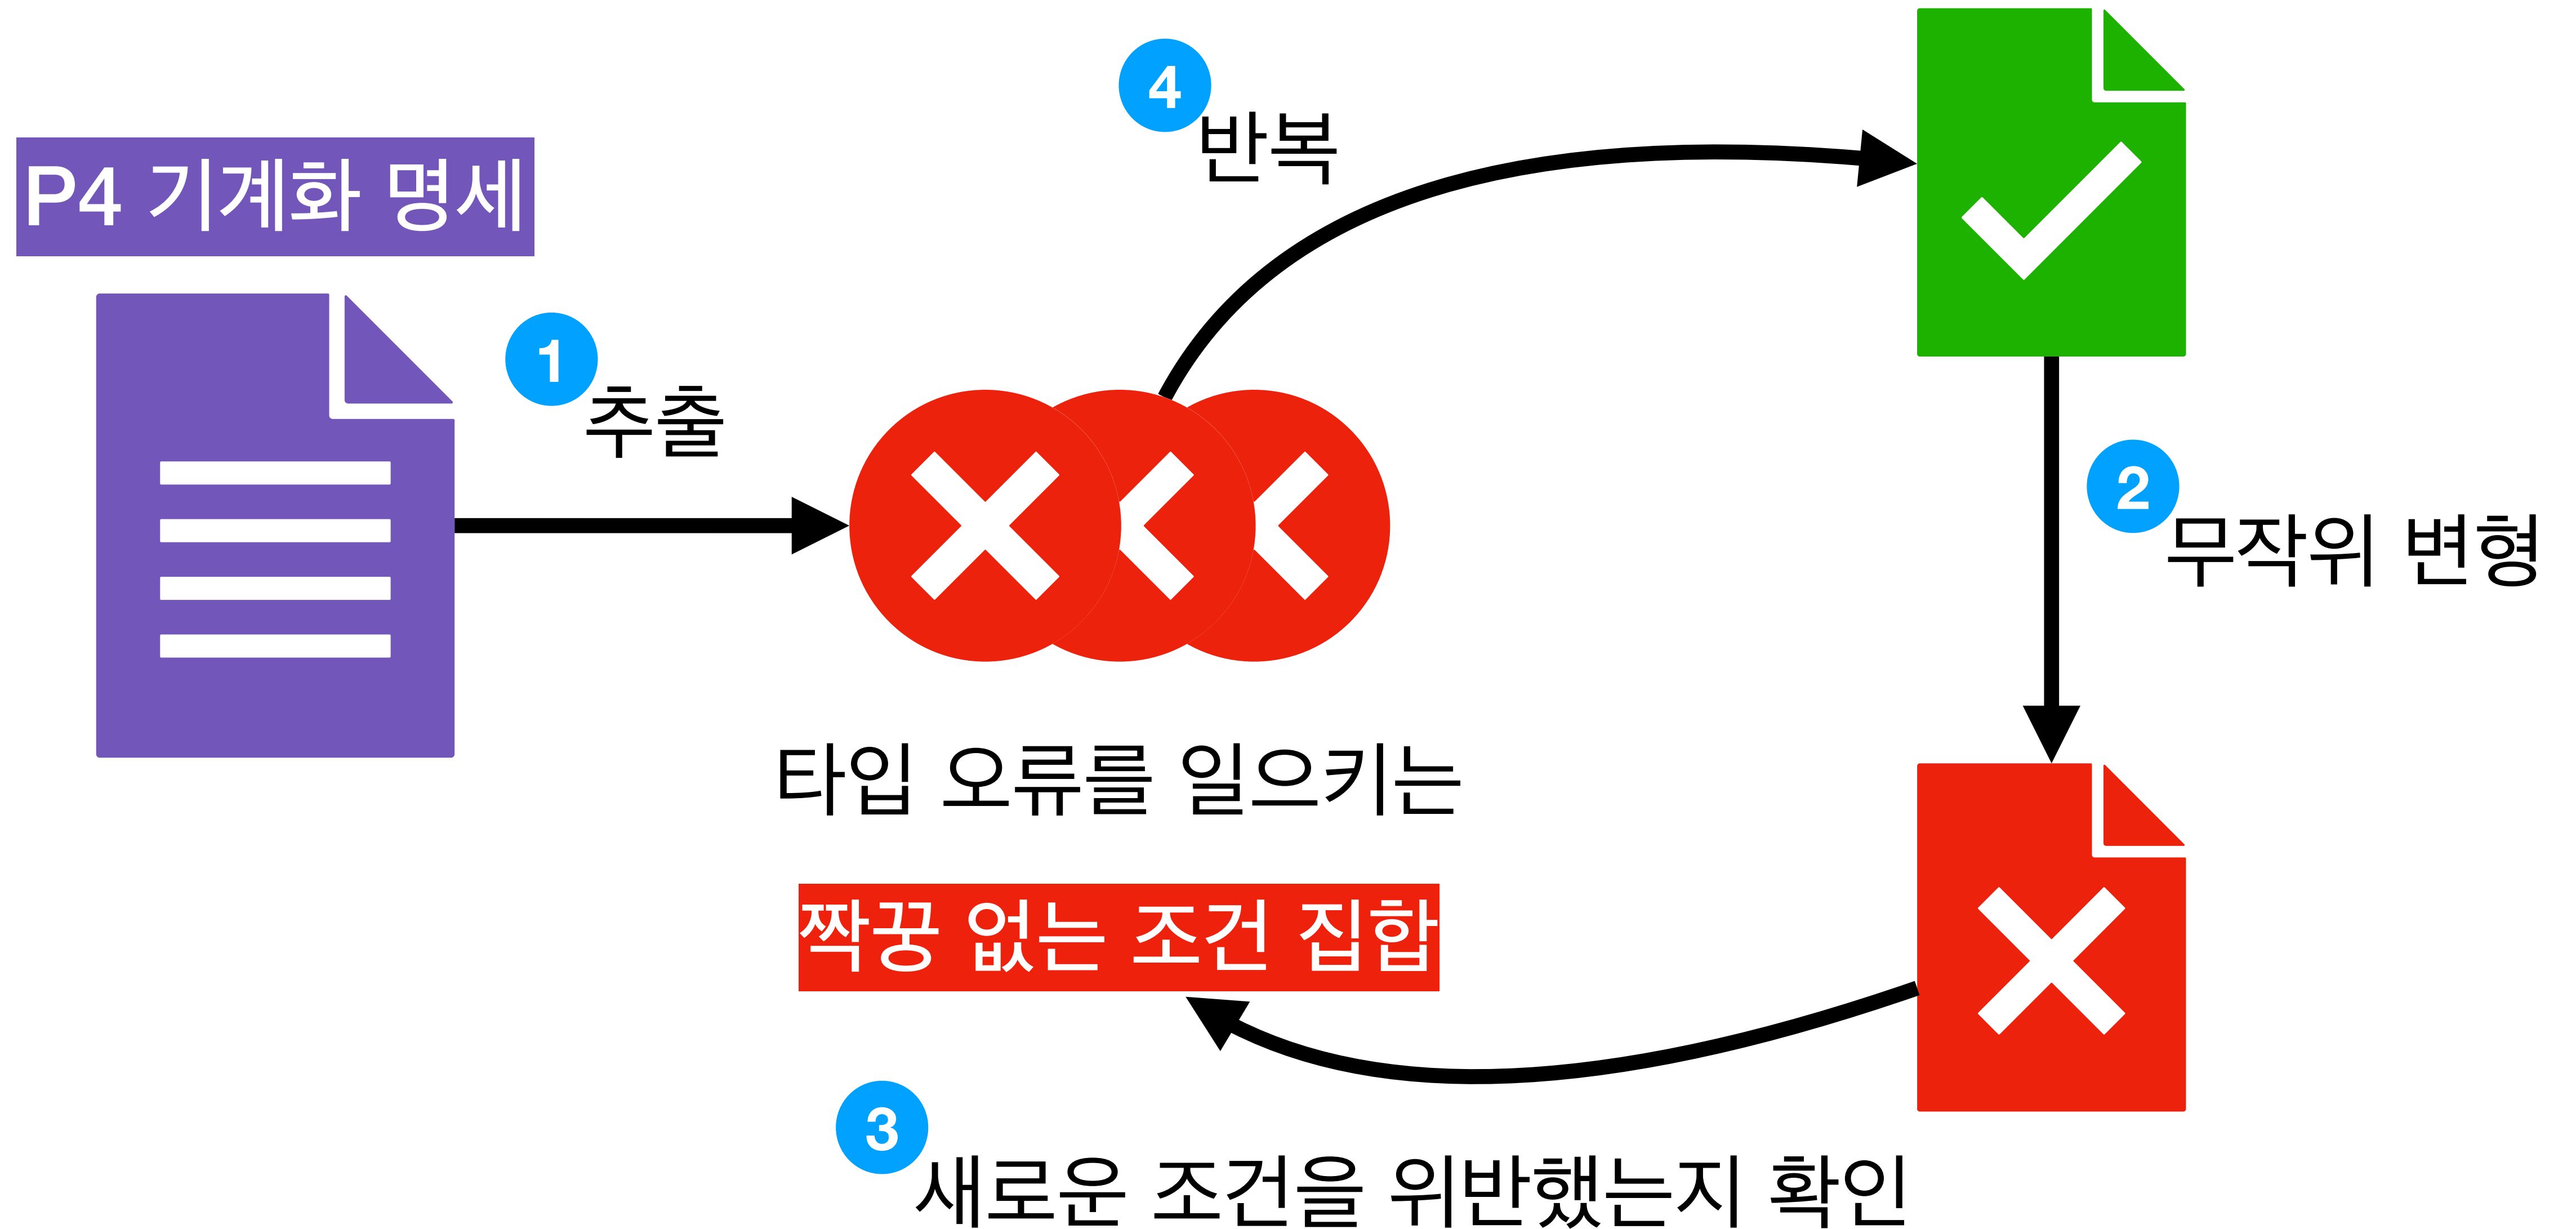 P4 기계화 명세
1
추출
4
반복
2
무작위 변형
타입 오류를 일으키는
짝꿍 없는 조건 집합
3
새로운 조건을 위반했는지 확인